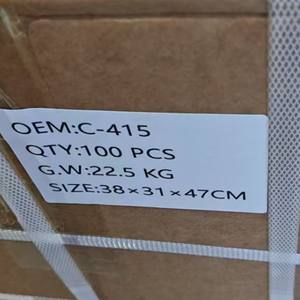 OEM:C-415
QTY:100 PCS
G.W:22.5 KG
SIZE:38×31×47CM